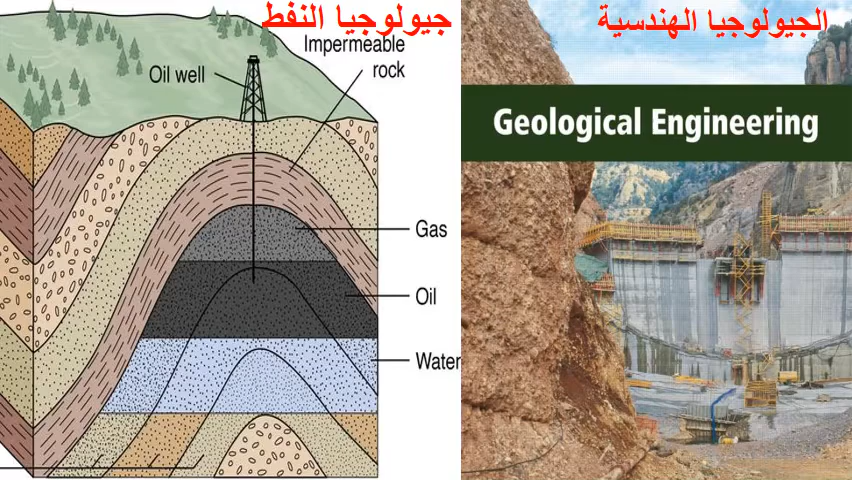 جيولوجيا النفط
Impermeable
rock
Oil well
Gas
Oil
Water
الجيولوجيا الهندسية
Geological Engineering